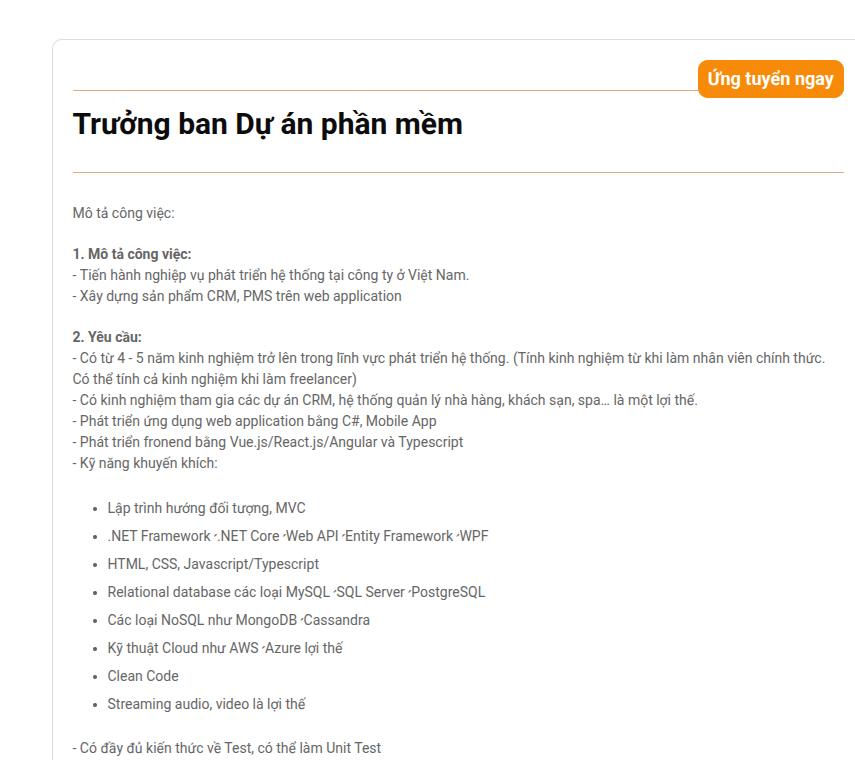 Ứng tuyển ngay
Trưởng ban Dự án phần mềm
Mô tả công việc:
1. Mô tả công việc:
- Tiến hành nghiệp vụ phát triển hệ thống tại công ty ở Việt Nam.
- Xây dựng sản phẩm CRM, PMS trên web application
2. Yêu cầu:
- Có từ 4 - 5 năm kinh nghiệm trở lên trong lĩnh vực phát triển hệ thống. (Tính kinh nghiệm từ khi làm nhân viên chính thức.
Có thể tính cả kinh nghiệm khi làm freelancer)
- Có kinh nghiệm tham gia các dự án CRM, hệ thống quản lý nhà hàng, khách sạn, spa… là một lợi thế.
- Phát triển ứng dụng web application bằng C#, Mobile App
- Phát triển fronend bằng Vue.js/React.js/Angular và Typescript
- Kỹ năng khuyến khích:
• Lập trình hướng đối tượng, MVC
• .NET Framework ･.NET Core ･Web API ･Entity Framework ･WPF
• HTML, CSS, Javascript/Typescript
• Relational database các loại MySQL ･SQL Server ･PostgreSQL
• Các loại NoSQL như MongoDB ･Cassandra
• Kỹ thuật Cloud như AWS ･Azure lợi thế
• Clean Code
• Streaming audio, video là lợi thế
- Có đầy đủ kiến thức về Test, có thể làm Unit Test